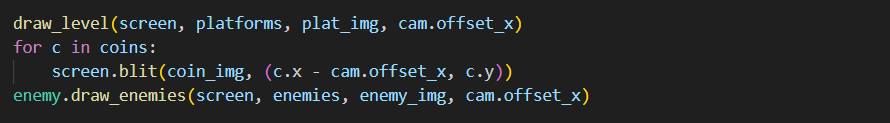 draw_level(screen, platforms, plat_img, cam.offset_x)
for c in coins:
    screen.blit(coin_img, (c.x - cam.offset_x, c.y))
enemy.draw_enemies(screen, enemies, enemy_img, cam.offset_x)